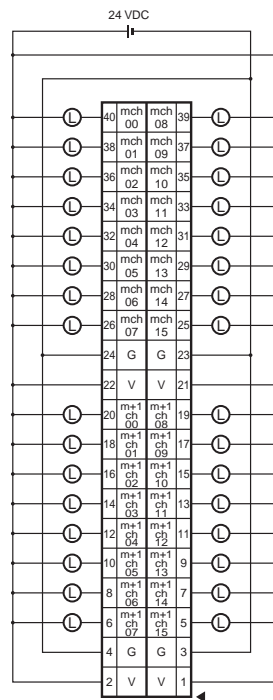 24 VDC
L 40 mch 00 mch 08 39 L
L 38 mch 01 mch 09 37 L
L 36 mch 02 mch 10 35 L
L 34 mch 03 mch 11 33 L
L 32 mch 04 mch 12 31 L
L 30 mch 05 mch 13 29 L
L 28 mch 06 mch 14 27 L
L 26 mch 07 mch 15 25 L
24 G G 23
22 V V 21
L 20 m+1 ch 00 m+1 ch 08 19 L
L 18 m+1 ch 01 m+1 ch 09 17 L
L 16 m+1 ch 02 m+1 ch 10 15 L
L 14 m+1 ch 03 m+1 ch 11 13 L
L 12 m+1 ch 04 m+1 ch 12 11 L
L 10 m+1 ch 05 m+1 ch 13 9 L
L 8 m+1 ch 06 m+1 ch 14 7 L
L 6 m+1 ch 07 m+1 ch 15 5 L
4 G G 3
2 V V 1